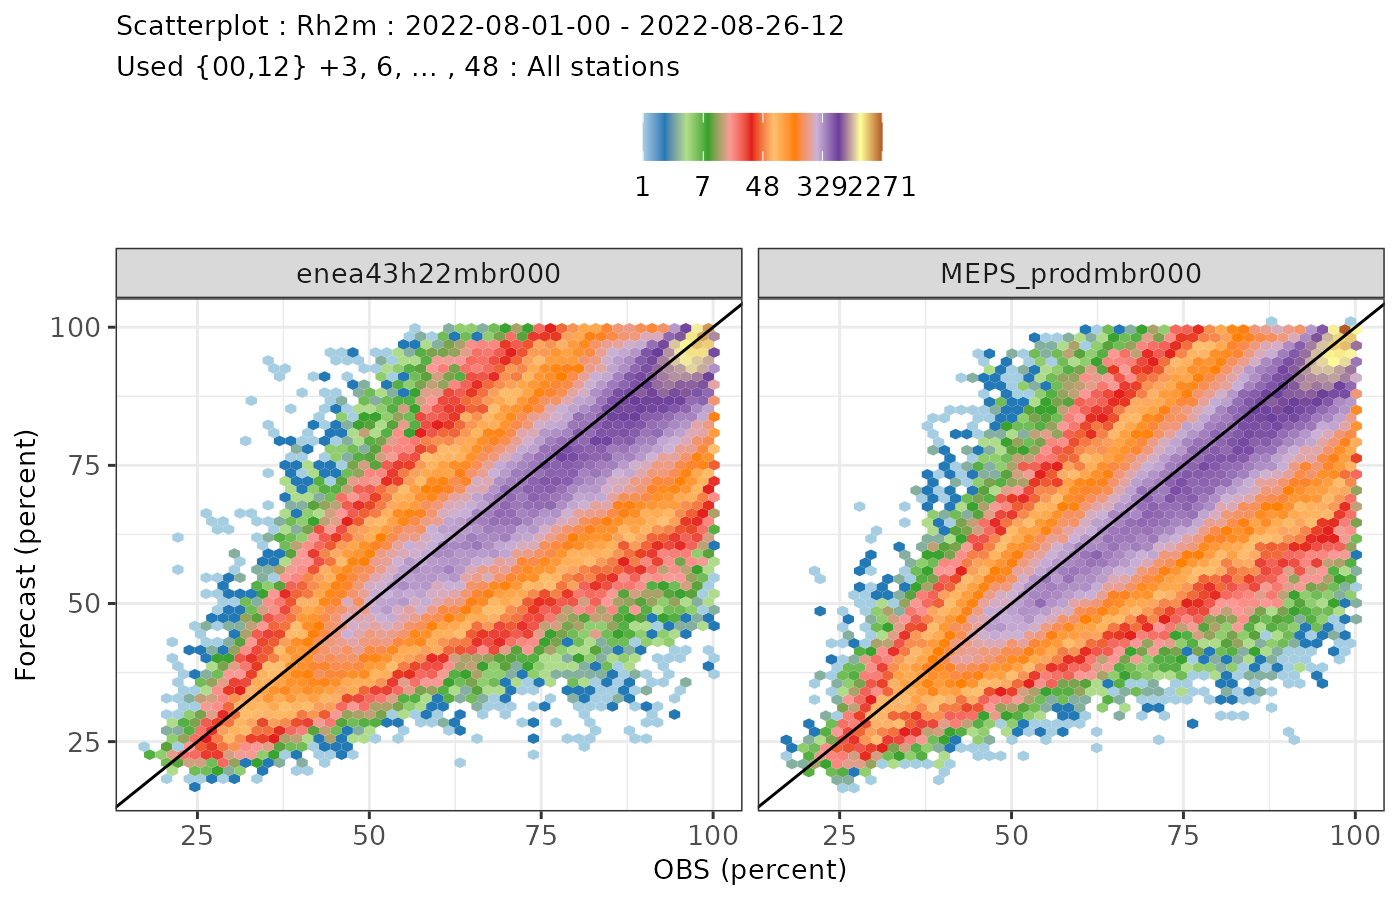 Scatterplot : Rh2m : 2022-08-01-00 - 2022-08-26-12
Used {00,12} +3, 6, ... , 48 : All stations
1 7 48 329 2271
enea43h22mbr000 MEPS_prodmbr000
Forecast (percent)
100
75
50
25
25 50 75 100 25 50 75 100
OBS (percent)